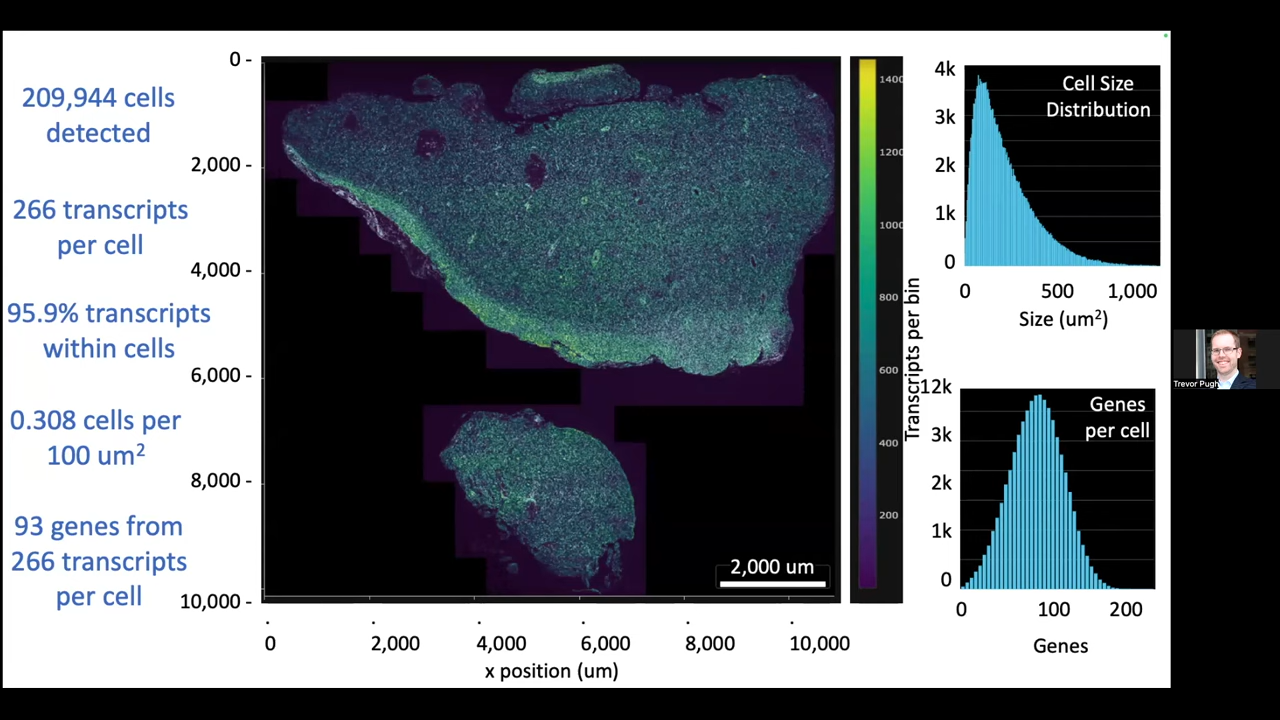 209,944 cells
detected
266 transcripts
per cell
95.9% transcripts
within cells
0.308 cells per
100 um²
93 genes from
266 transcripts
per cell
0 -
2,000 -
4,000 -
6,000 -
8,000 -
10,000 -
2,000 um
0
2,000
4,000
6,000
8,000
10,000
x position (um)
1400
1200
1000
800
600
400
200
Transcripts per bin
4k
3k
2k
1k
0
Cell Size
Distribution
0
500
1,000
Size (um²)
12k
3k
2k
1k
0
Genes
per cell
0
100
200
Genes
Trevor Pugh